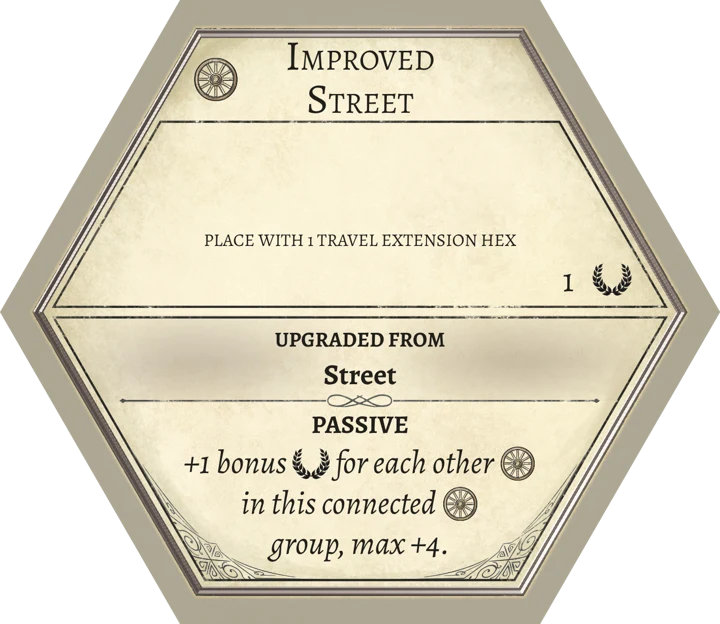 Improved
Street
PLACE WITH 1 TRAVEL EXTENSION HEX
1
UPGRADED FROM
Street
PASSIVE
+1 bonus for each other
in this connected
group, max +4.